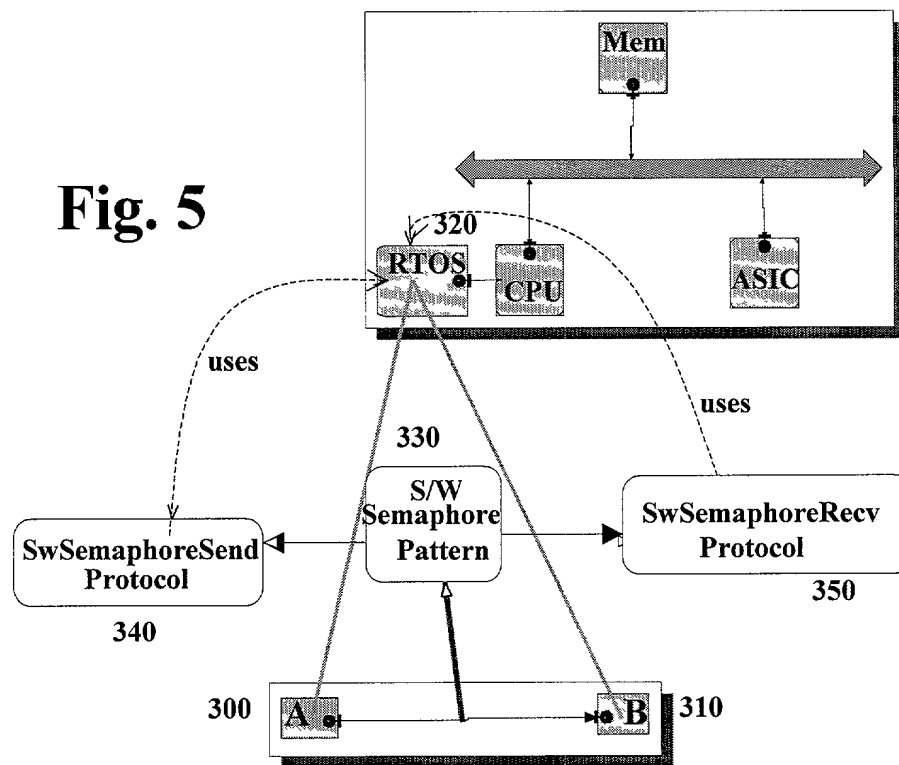 Mem
Fig. 5
320
RTOS
CPU
ASIC
uses
uses
330
S/W
Semaphore
Pattern
SwSemaphoreSend
Protocol
SwSemaphoreRecv
Protocol
340
350
300
A
B
310